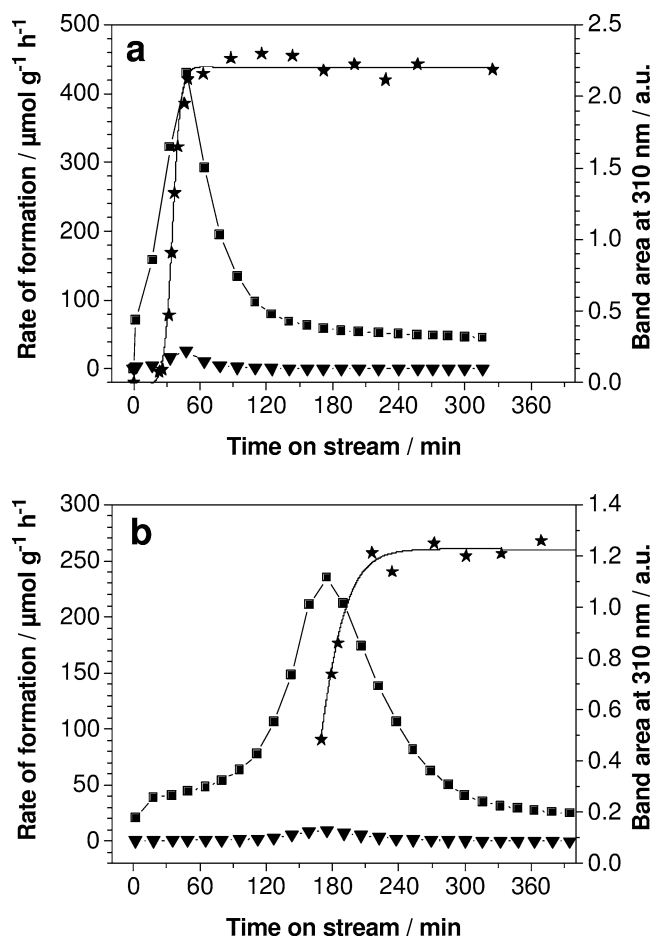 a
500
400
300
200
100
0
2.5
2.0
1.5
1.0
0.5
0.0
Rate of formation / µmol g⁻¹ h⁻¹
Band area at 310 nm / a.u.
0 60 120 180 240 300 360
Time on stream / min
b
300
250
200
150
100
50
0
1.4
1.2
1.0
0.8
0.6
0.4
0.2
0.0
Rate of formation / µmol g⁻¹ h⁻¹
Band area at 310 nm / a.u.
0 60 120 180 240 300 360
Time on stream / min